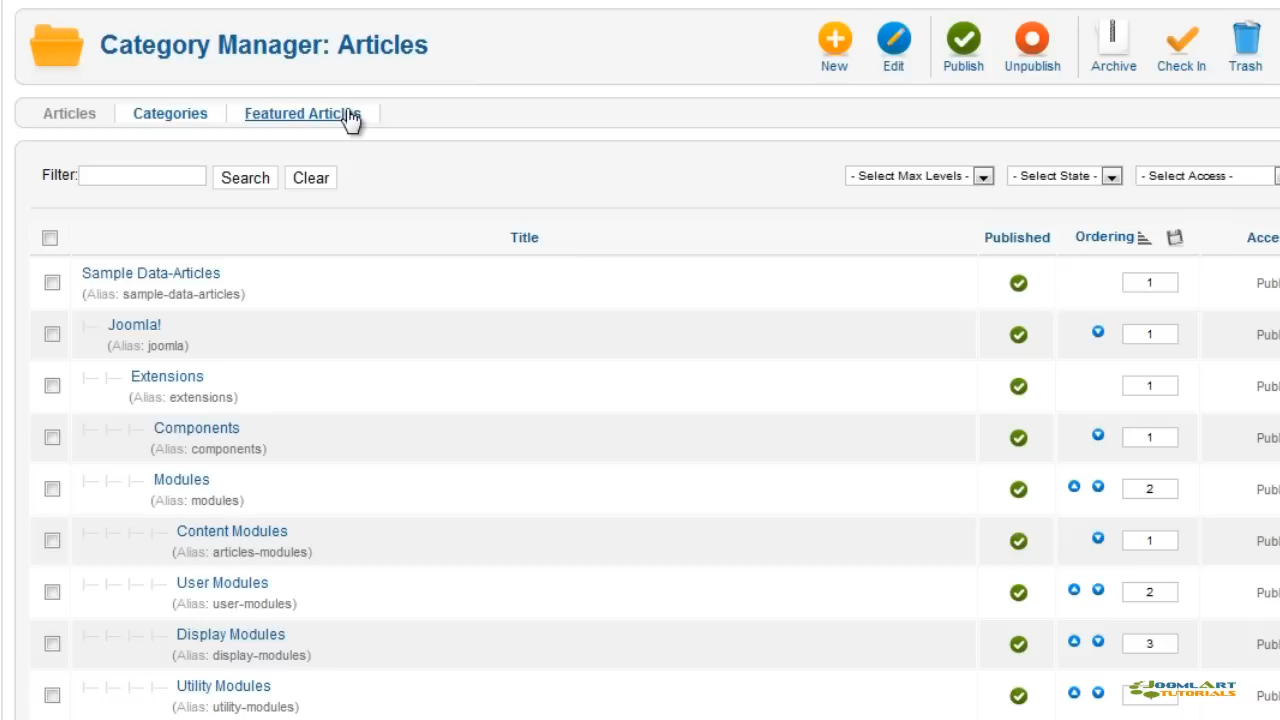 Category Manager: Articles
New
Edit
Publish
Unpublish
Archive
Check In
Trash
Articles
Categories
Featured Articles
Filter:
Search
Clear
- Select Max Levels -
- Select State -
- Select Access -
Title
Published
Ordering
Acce
Sample Data-Articles
(Alias: sample-data-articles)
1
Publ
Joomla!
(Alias: joomla)
1
Publ
Extensions
(Alias: extensions)
1
Publ
Components
(Alias: components)
1
Publ
Modules
(Alias: modules)
2
Publ
Content Modules
(Alias: articles-modules)
1
Publ
User Modules
(Alias: user-modules)
2
Publ
Display Modules
(Alias: display-modules)
3
Publ
Utility Modules
(Alias: utility-modules)
Publ
JOOMLART
TUTORIALS